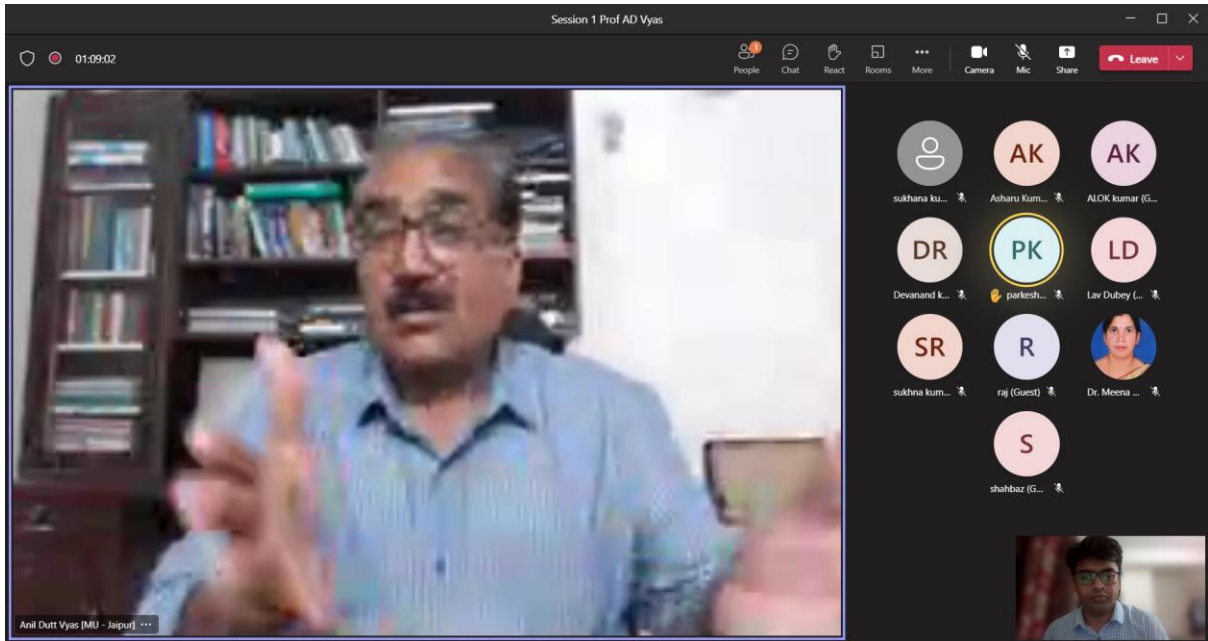 Session 1 Prof AD Vyas
01:09:02
1
People Chat React Rooms More Camera Mic Share Leave
AK AK
sukhana ku... Asharu Kum... ALOK kumar (G...
DR PK LD
Devanand k... parkesh... Lav Dubey (...
SR R
sukhna kum... raj (Guest) Dr. Meena ...
S
shahbaz (G...
Anil Dutt Vyas [MU - Jaipur] ...